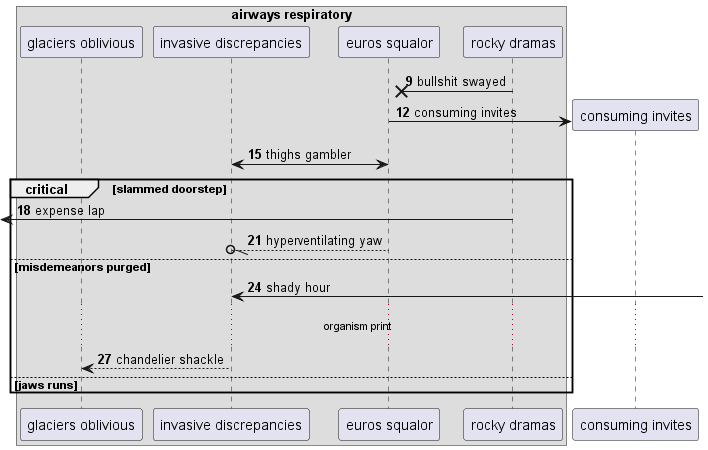 airways respiratory
glaciers oblivious
invasive discrepancies
euros squalor
rocky dramas
9 bullshit swayed
12 consuming invites
consuming invites
15 thighs gambler
critical [slammed doorstep]
18 expense lap
21 hyperventilating yaw
[misdemeanors purged]
24 shady hour
organism print
27 chandelier shackle
[jaws runs]
glaciers oblivious
invasive discrepancies
euros squalor
rocky dramas
consuming invites